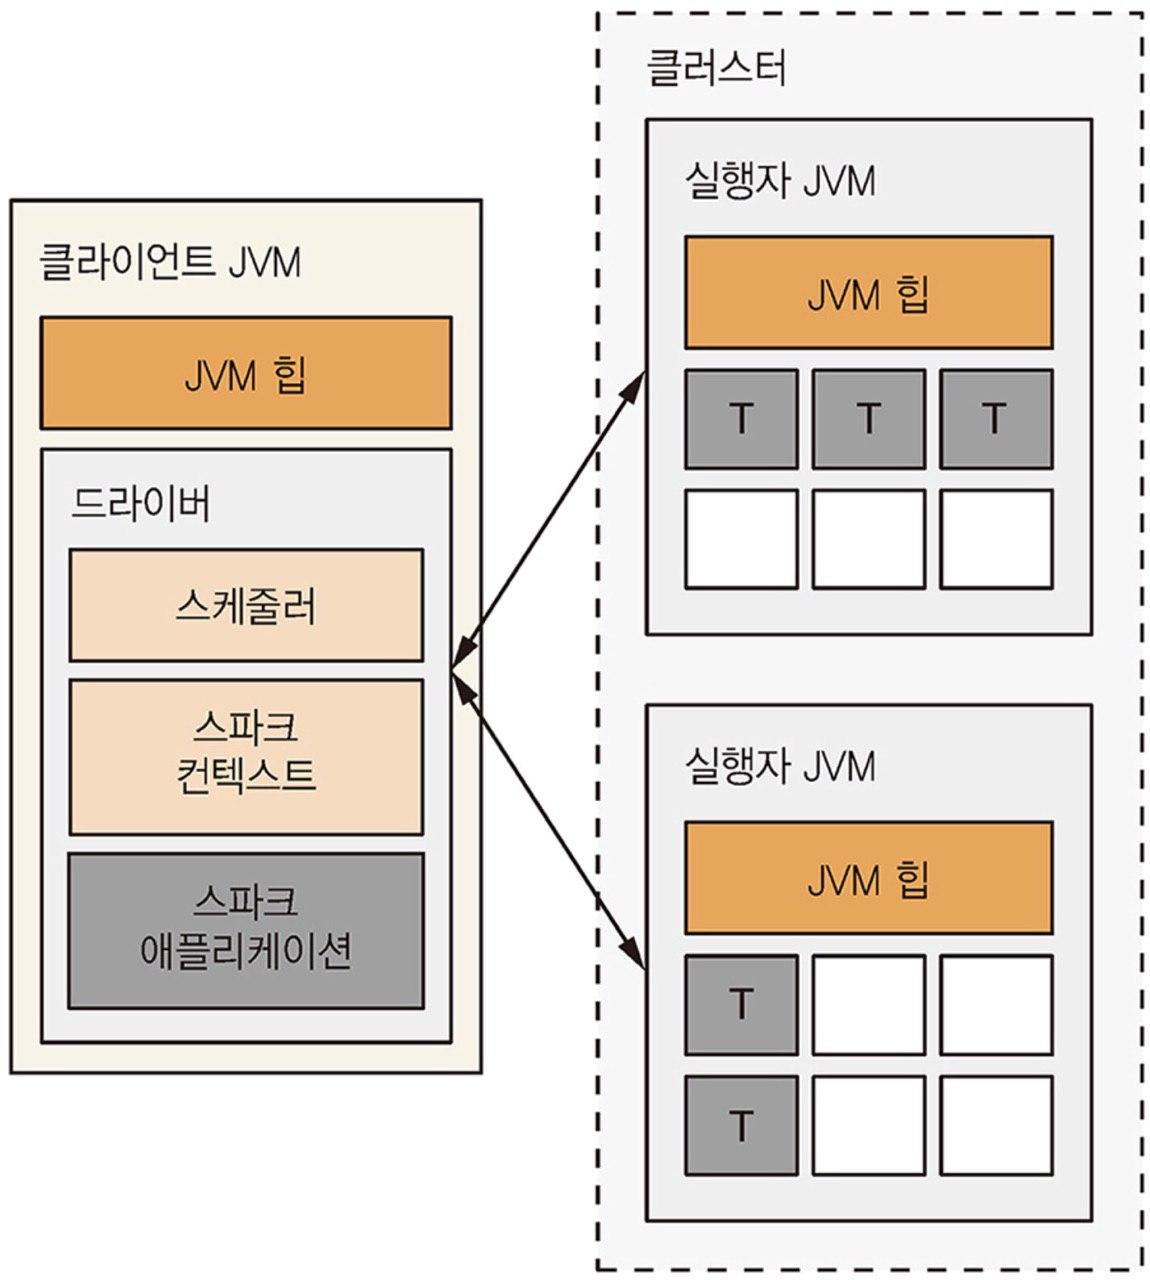 클라이언트 JVM
JVM 힙
드라이버
스케줄러
스파크
컨텍스트
스파크
애플리케이션
클러스터
실행자 JVM
JVM 힙
T T T
실행자 JVM
JVM 힙
T
T